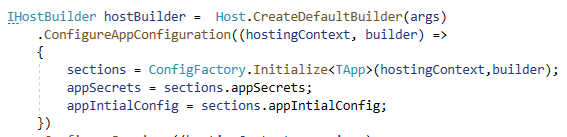 IHostBuilder hostBuilder = Host.CreateDefaultBuilder(args)
.ConfigureAppConfiguration((hostingContext, builder) =>
{
sections = ConfigFactory.Initialize<TApp>(hostingContext,builder);
appSecrets = sections.appSecrets;
appIntialConfig = sections.appIntialConfig;
})